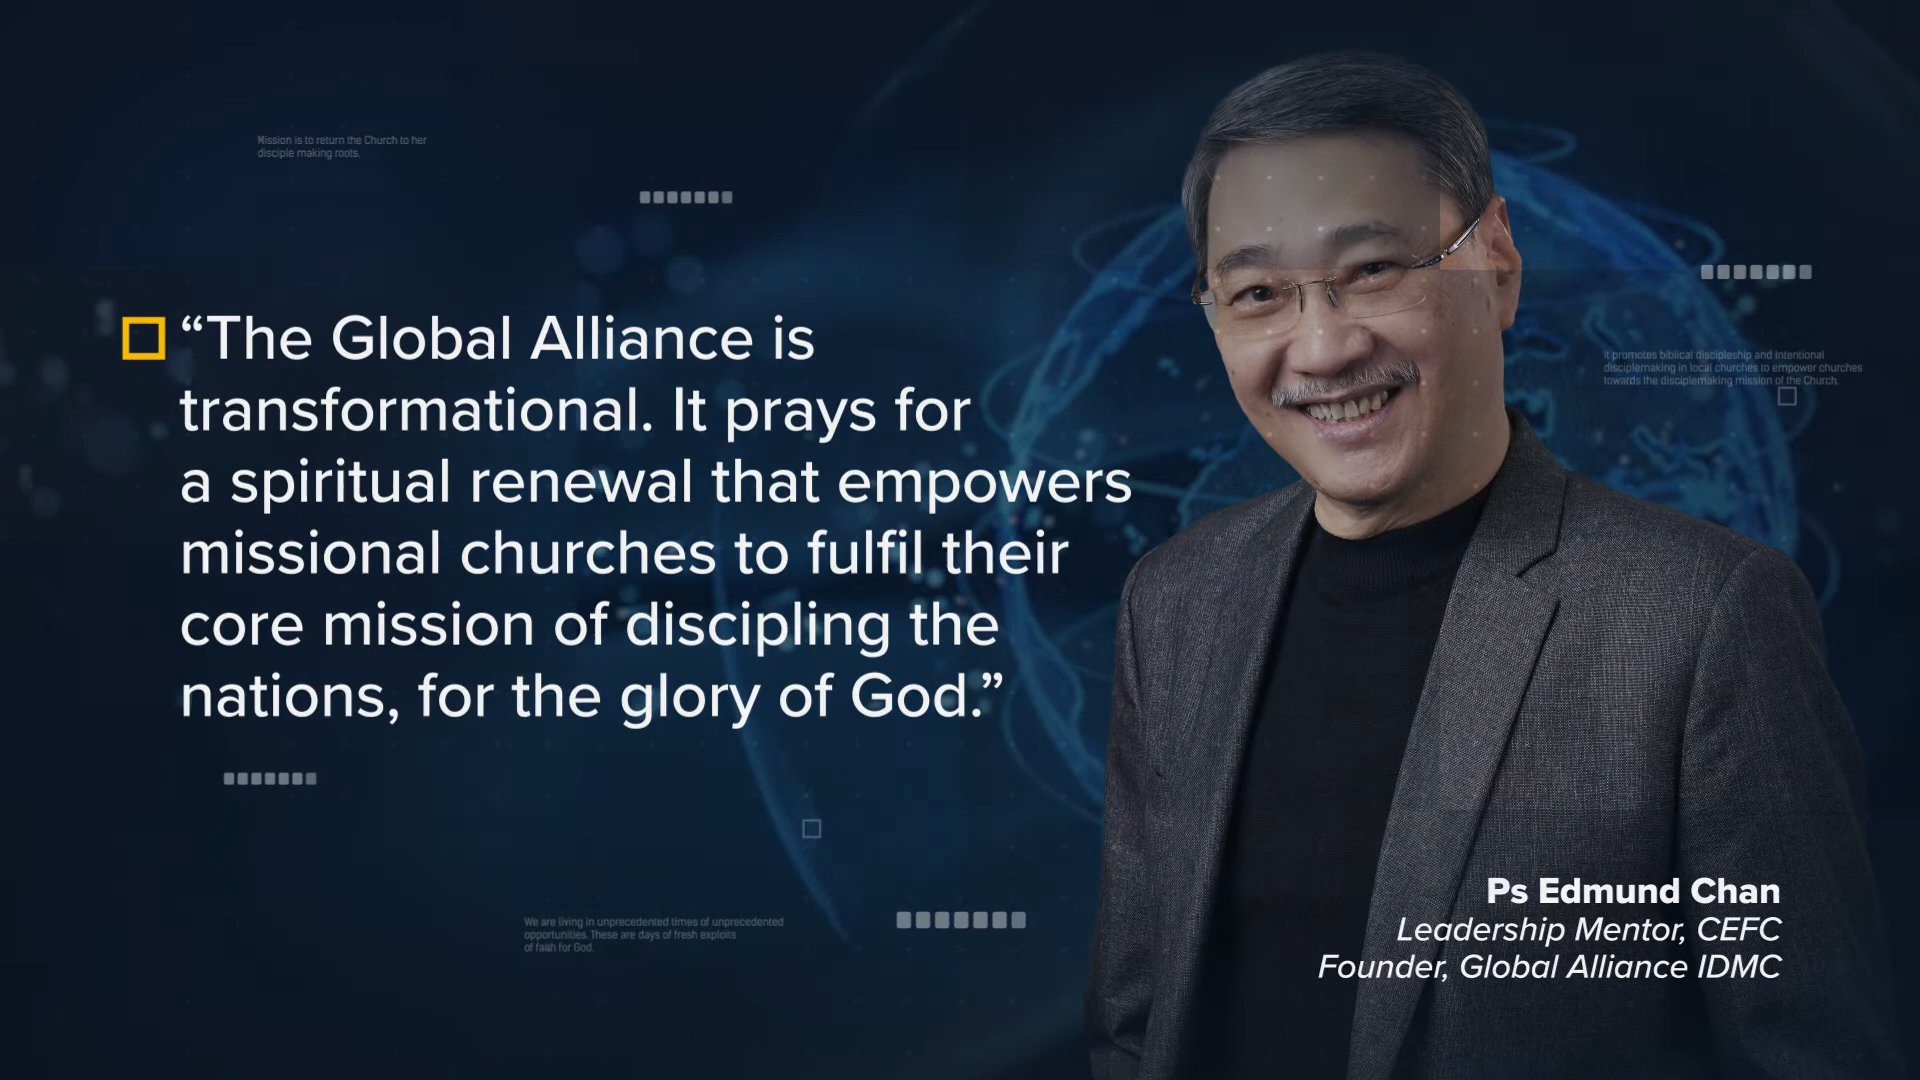 Mission is to return the Church to her
disciple making roots.
“The Global Alliance is
transformational. It prays for
a spiritual renewal that empowers
missional churches to fulfil their
core mission of discipling the
nations, for the glory of God.”
It promotes biblical discipleship and intentional
disciplemaking in local churches to empower churches
towards the disciplemaking mission of the Church.
We are living in unprecedented times of unprecedented
opportunities. These are days of fresh exploits
of faith for God.
Ps Edmund Chan
Leadership Mentor, CEFC
Founder, Global Alliance IDMC